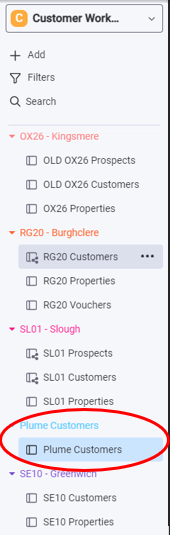 C Customer Work...
Add
Filters
Search
OX26 - Kingsmere
OLD OX26 Prospects
OLD OX26 Customers
OX26 Properties
RG20 - Burghclere
RG20 Customers
RG20 Properties
RG20 Vouchers
SL01 - Slough
SL01 Prospects
SL01 Customers
SL01 Properties
Plume Customers
Plume Customers
SE10 - Greenwich
SE10 Customers
SE10 Properties